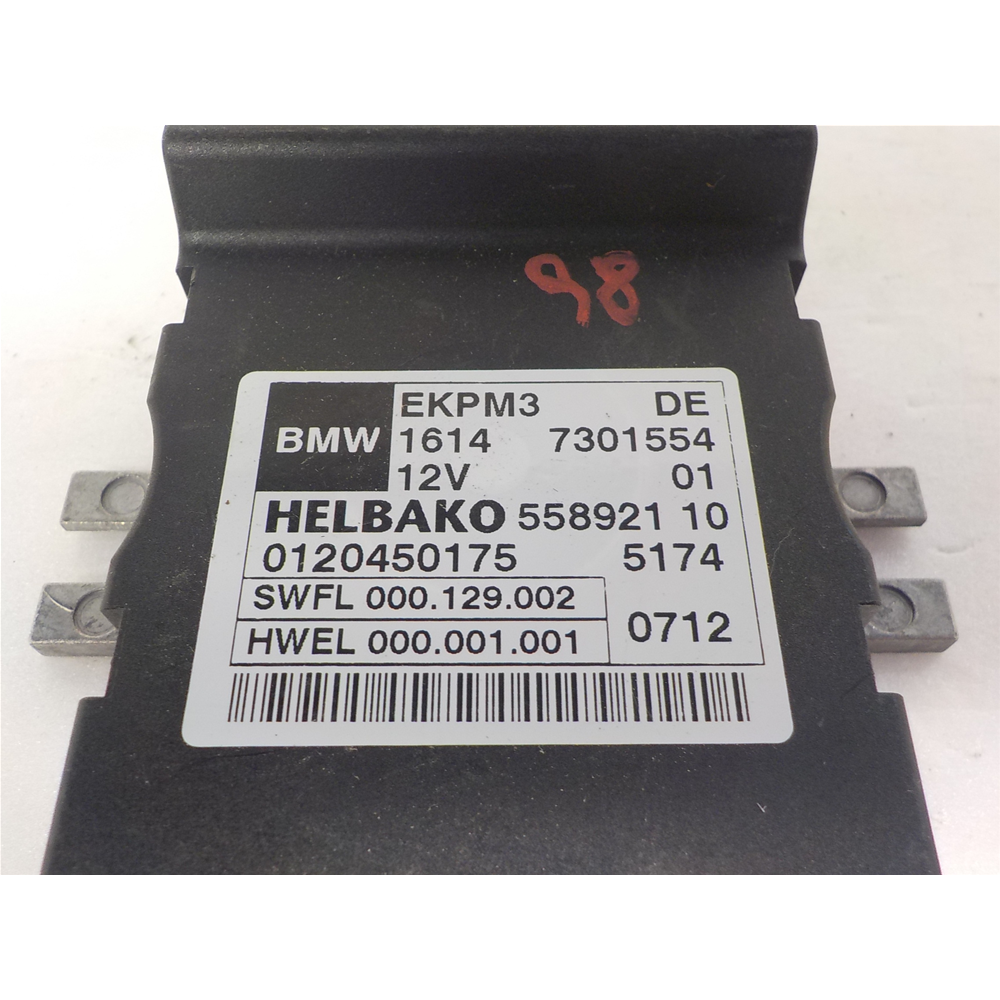 98
EKPM3 DE
BMW 1614 7301554
12V 01
HELBAKO 558921 10
0120450175 5174
SWFL 000.129.002
HWEL 000.001.001 0712